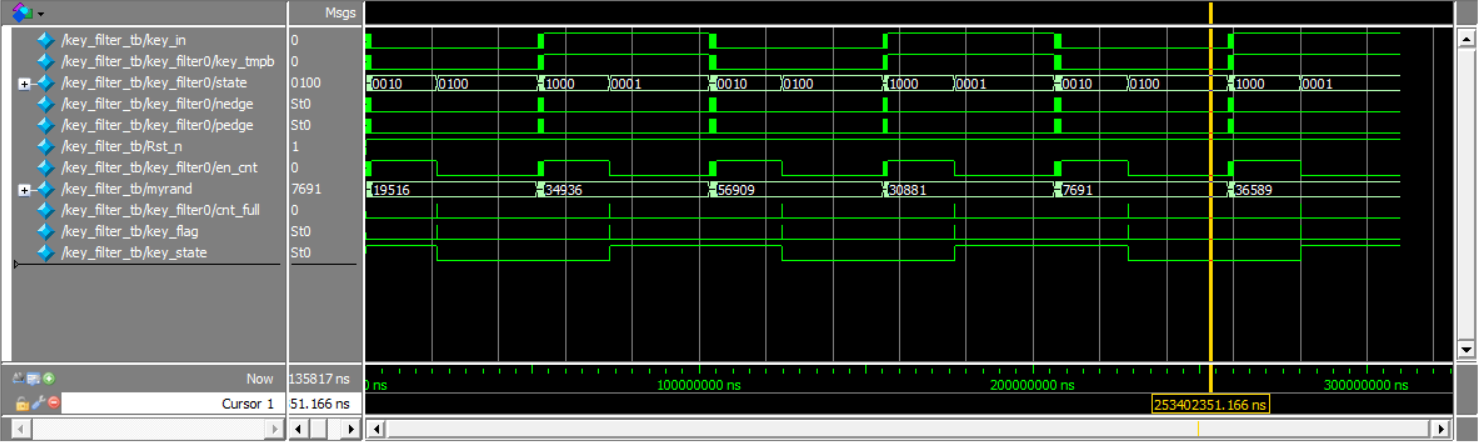 Msgs
/key_filter_tb/key_in 0
/key_filter_tb/key_filter0/key_tmpb 0
/key_filter_tb/key_filter0/state 0100 0010 0100 1000 0001 0010 0100 1000 0001 0010 0100 1000 0001
/key_filter_tb/key_filter0/nedge St0
/key_filter_tb/key_filter0/pedge St0
/key_filter_tb/Rst_n 1
/key_filter_tb/key_filter0/en_cnt 0
/key_filter_tb/myrand 7691 19516 34936 56909 30881 7691 36589
/key_filter_tb/key_filter0/cnt_full 0
/key_filter_tb/key_flag St0
/key_filter_tb/key_state St0
Now 135817 ns ns 100000000 ns 200000000 ns 300000000 ns
Cursor 1 51.166 ns 253402351.166 ns